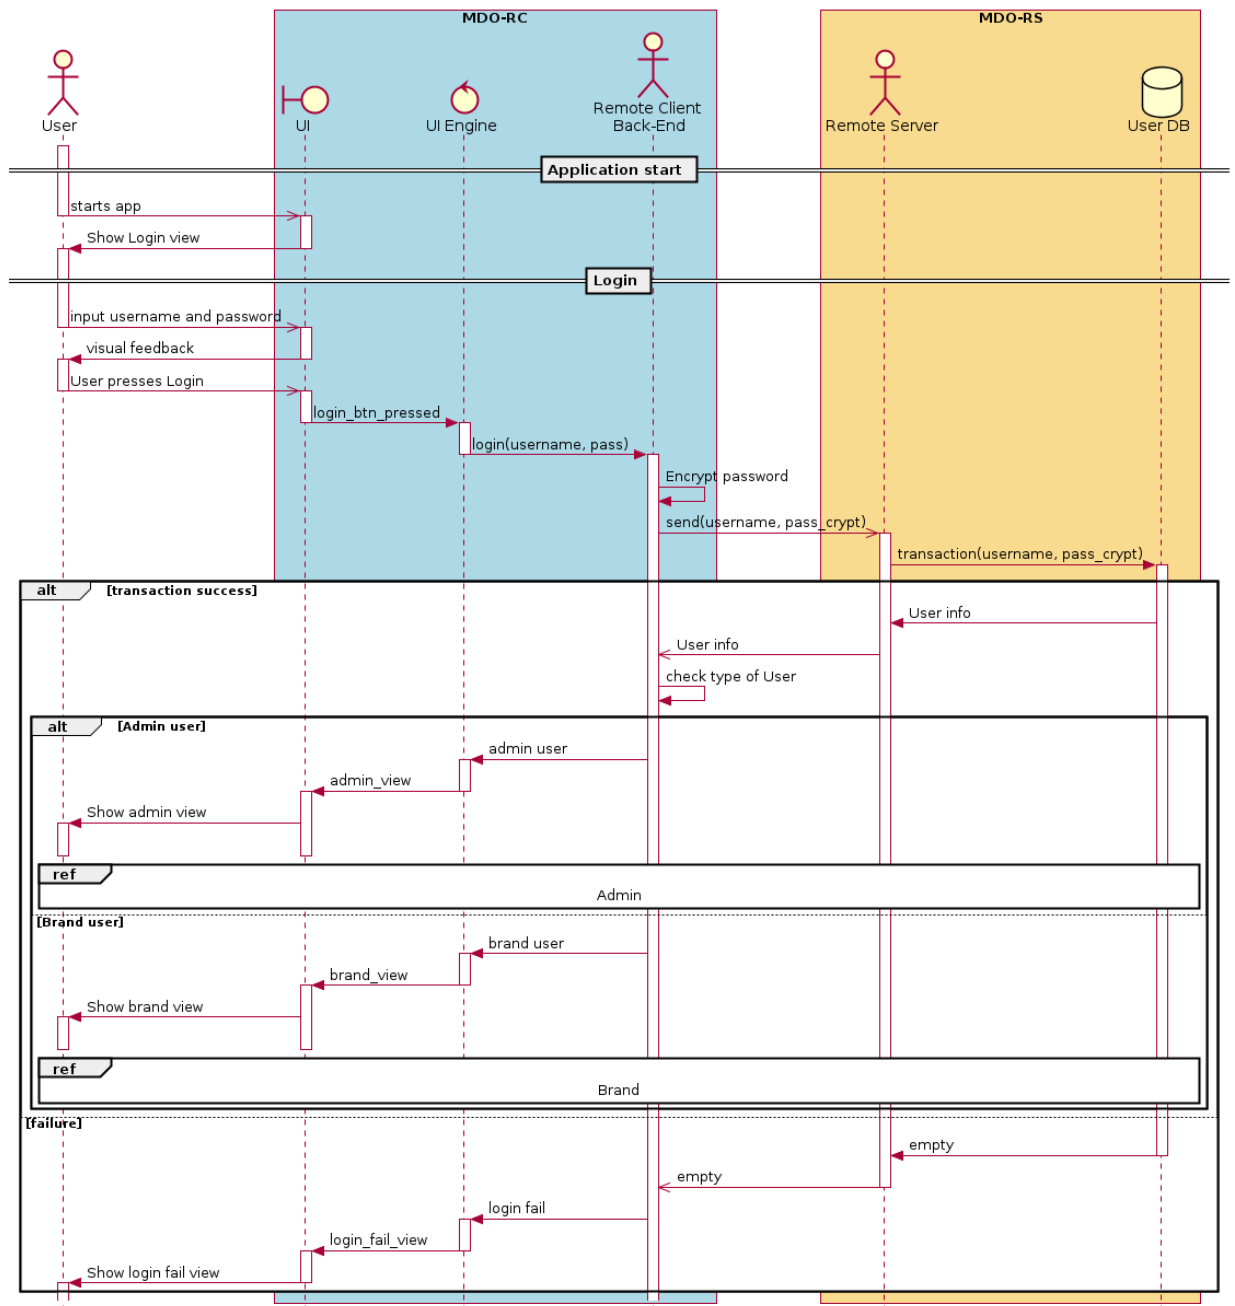 MDO-RC
MDO-RS
User
UI
UI Engine
Remote Client
Back-End
Remote Server
User DB
Application start
starts app
Show Login view
Login
input username and password
visual feedback
User presses Login
login_btn_pressed
login(username, pass)
Encrypt password
send(username, pass_crypt)
transaction(username, pass_crypt)
alt
[transaction success]
User info
User info
check type of User
alt
[Admin user]
admin user
admin_view
Show admin view
ref
Admin
[Brand user]
brand user
brand_view
Show brand view
ref
Brand
[failure]
empty
empty
login fail
login_fail_view
Show login fail view